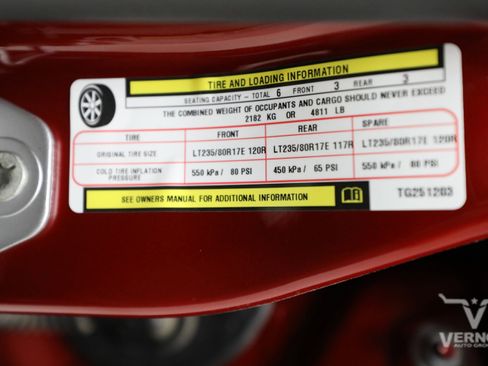 TIRE AND LOADING INFORMATION
SEATING CAPACITY - TOTAL 6 FRONT 3 REAR 3
THE COMBINED WEIGHT OF OCCUPANTS AND CARGO SHOULD NEVER EXCEED
2182 KG OR 4811 LB
TIRE FRONT REAR SPARE
ORIGINAL TIRE SIZE LT235/80R17E 120R LT235/80R17E 117R LT235/80R17E 120R
COLD TIRE INFLATION PRESSURE 550 kPa / 80 PSI 450 kPa / 65 PSI 550 kPa / 80 PSI
SEE OWNERS MANUAL FOR ADDITIONAL INFORMATION TG251203
AUTO GROUP